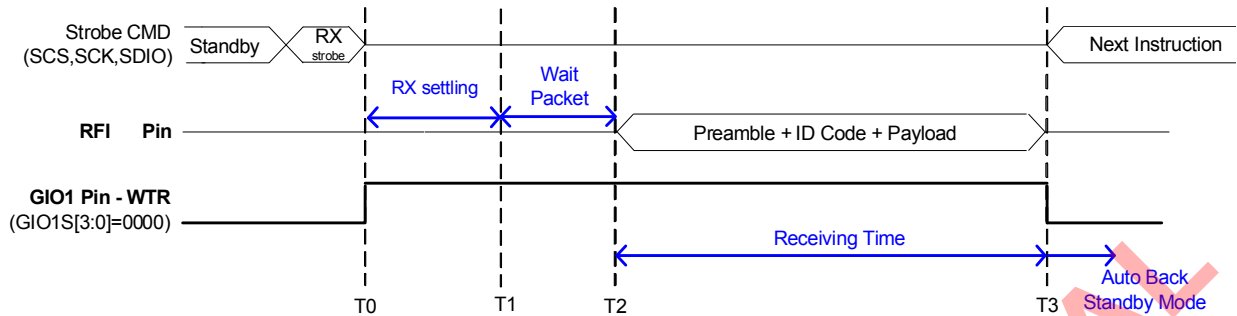 Strobe CMD
(SCS,SCK,SDIO)
Standby
RX
strobe
Next Instruction
RX settling
Wait
Packet
RFI Pin
Preamble + ID Code + Payload
GIO1 Pin - WTR
(GIO1S[3:0]=0000)
Receiving Time
Auto Back
Standby Mode
T0
T1
T2
T3